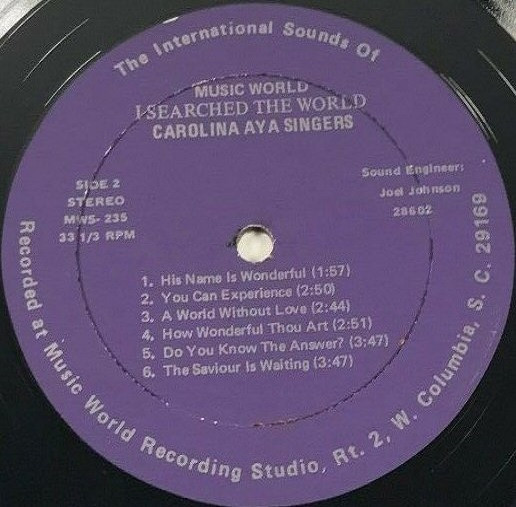 The International Sounds Of
MUSIC WORLD
I SEARCHED THE WORLD
CAROLINA AYA SINGERS
SIDE 2
STEREO
MWS- 235
33 1/3 RPM
Sound Engineer:
Joel Johnson
28602
1. His Name Is Wonderful (1:57)
2. You Can Experience (2:50)
3. A World Without Love (2:44)
4. How Wonderful Thou Art (2:51)
5. Do You Know The Answer? (3:47)
6. The Saviour Is Waiting (3:47)
Recorded at Music World Recording Studio, Rt. 2, W. Columbia, S. C. 29169